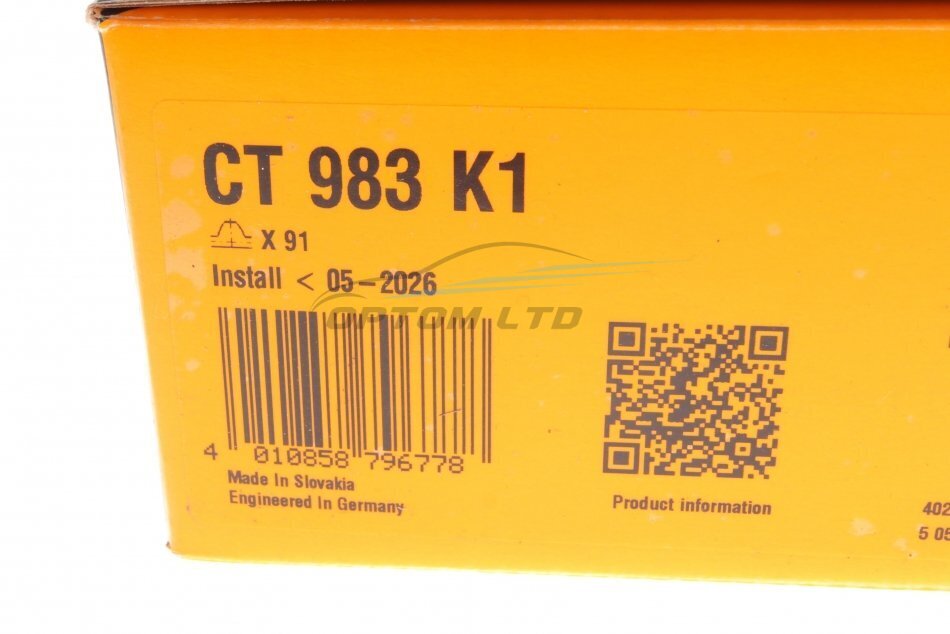 CT 983 K1
X 91
Install < 05-2026
OPTOM LTD
4 010858 796778
Made In Slovakia
Engineered In Germany
Product information
402
5 05